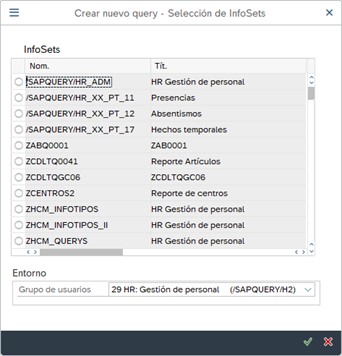 Crear nuevo query - Selección de InfoSets
InfoSets
Nom. Tít.
/SAPQUERY/HR_ADM HR Gestión de personal
/SAPQUERY/HR_XX_PT_11 Presencias
/SAPQUERY/HR_XX_PT_12 Absentismos
/SAPQUERY/HR_XX_PT_17 Hechos temporales
ZABQ0001 ZAB0001
ZCDLTQ0041 Reporte Artículos
ZCDLTQGC06 ZCDLTQGC06
ZCENTROS2 Reporte de centros
ZHCM_INFOTIPOS HR Gestión de personal
ZHCM_INFOTIPOS_II HR Gestión de personal
ZHCM_QUERYS HR Gestión de personal
Entorno
Grupo de usuarios 29 HR: Gestión de personal (/SAPQUERY/H2)